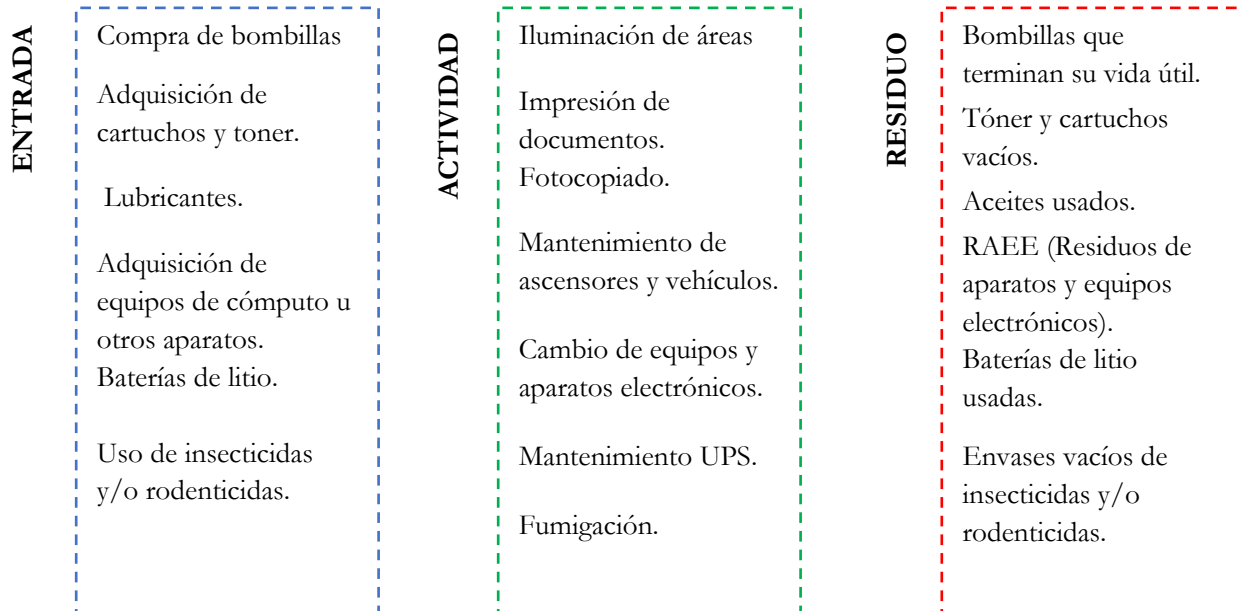 ENTRADA
Compra de bombillas
Adquisición de
cartuchos y toner.
Lubricantes.
Adquisición de
equipos de cómputo u
otros aparatos.
Baterías de litio.
Uso de insecticidas
y/o rodenticidas.
ACTIVIDAD
Iluminación de áreas
Impresión de
documentos.
Fotocopiado.
Mantenimiento de
ascensores y vehículos.
Cambio de equipos y
aparatos electrónicos.
Mantenimiento UPS.
Fumigación.
RESIDUO
Bombillas que
terminan su vida útil.
Tóner y cartuchos
vacíos.
Aceites usados.
RAEE (Residuos de
aparatos y equipos
electrónicos).
Baterías de litio
usadas.
Envases vacíos de
insecticidas y/o
rodenticidas.